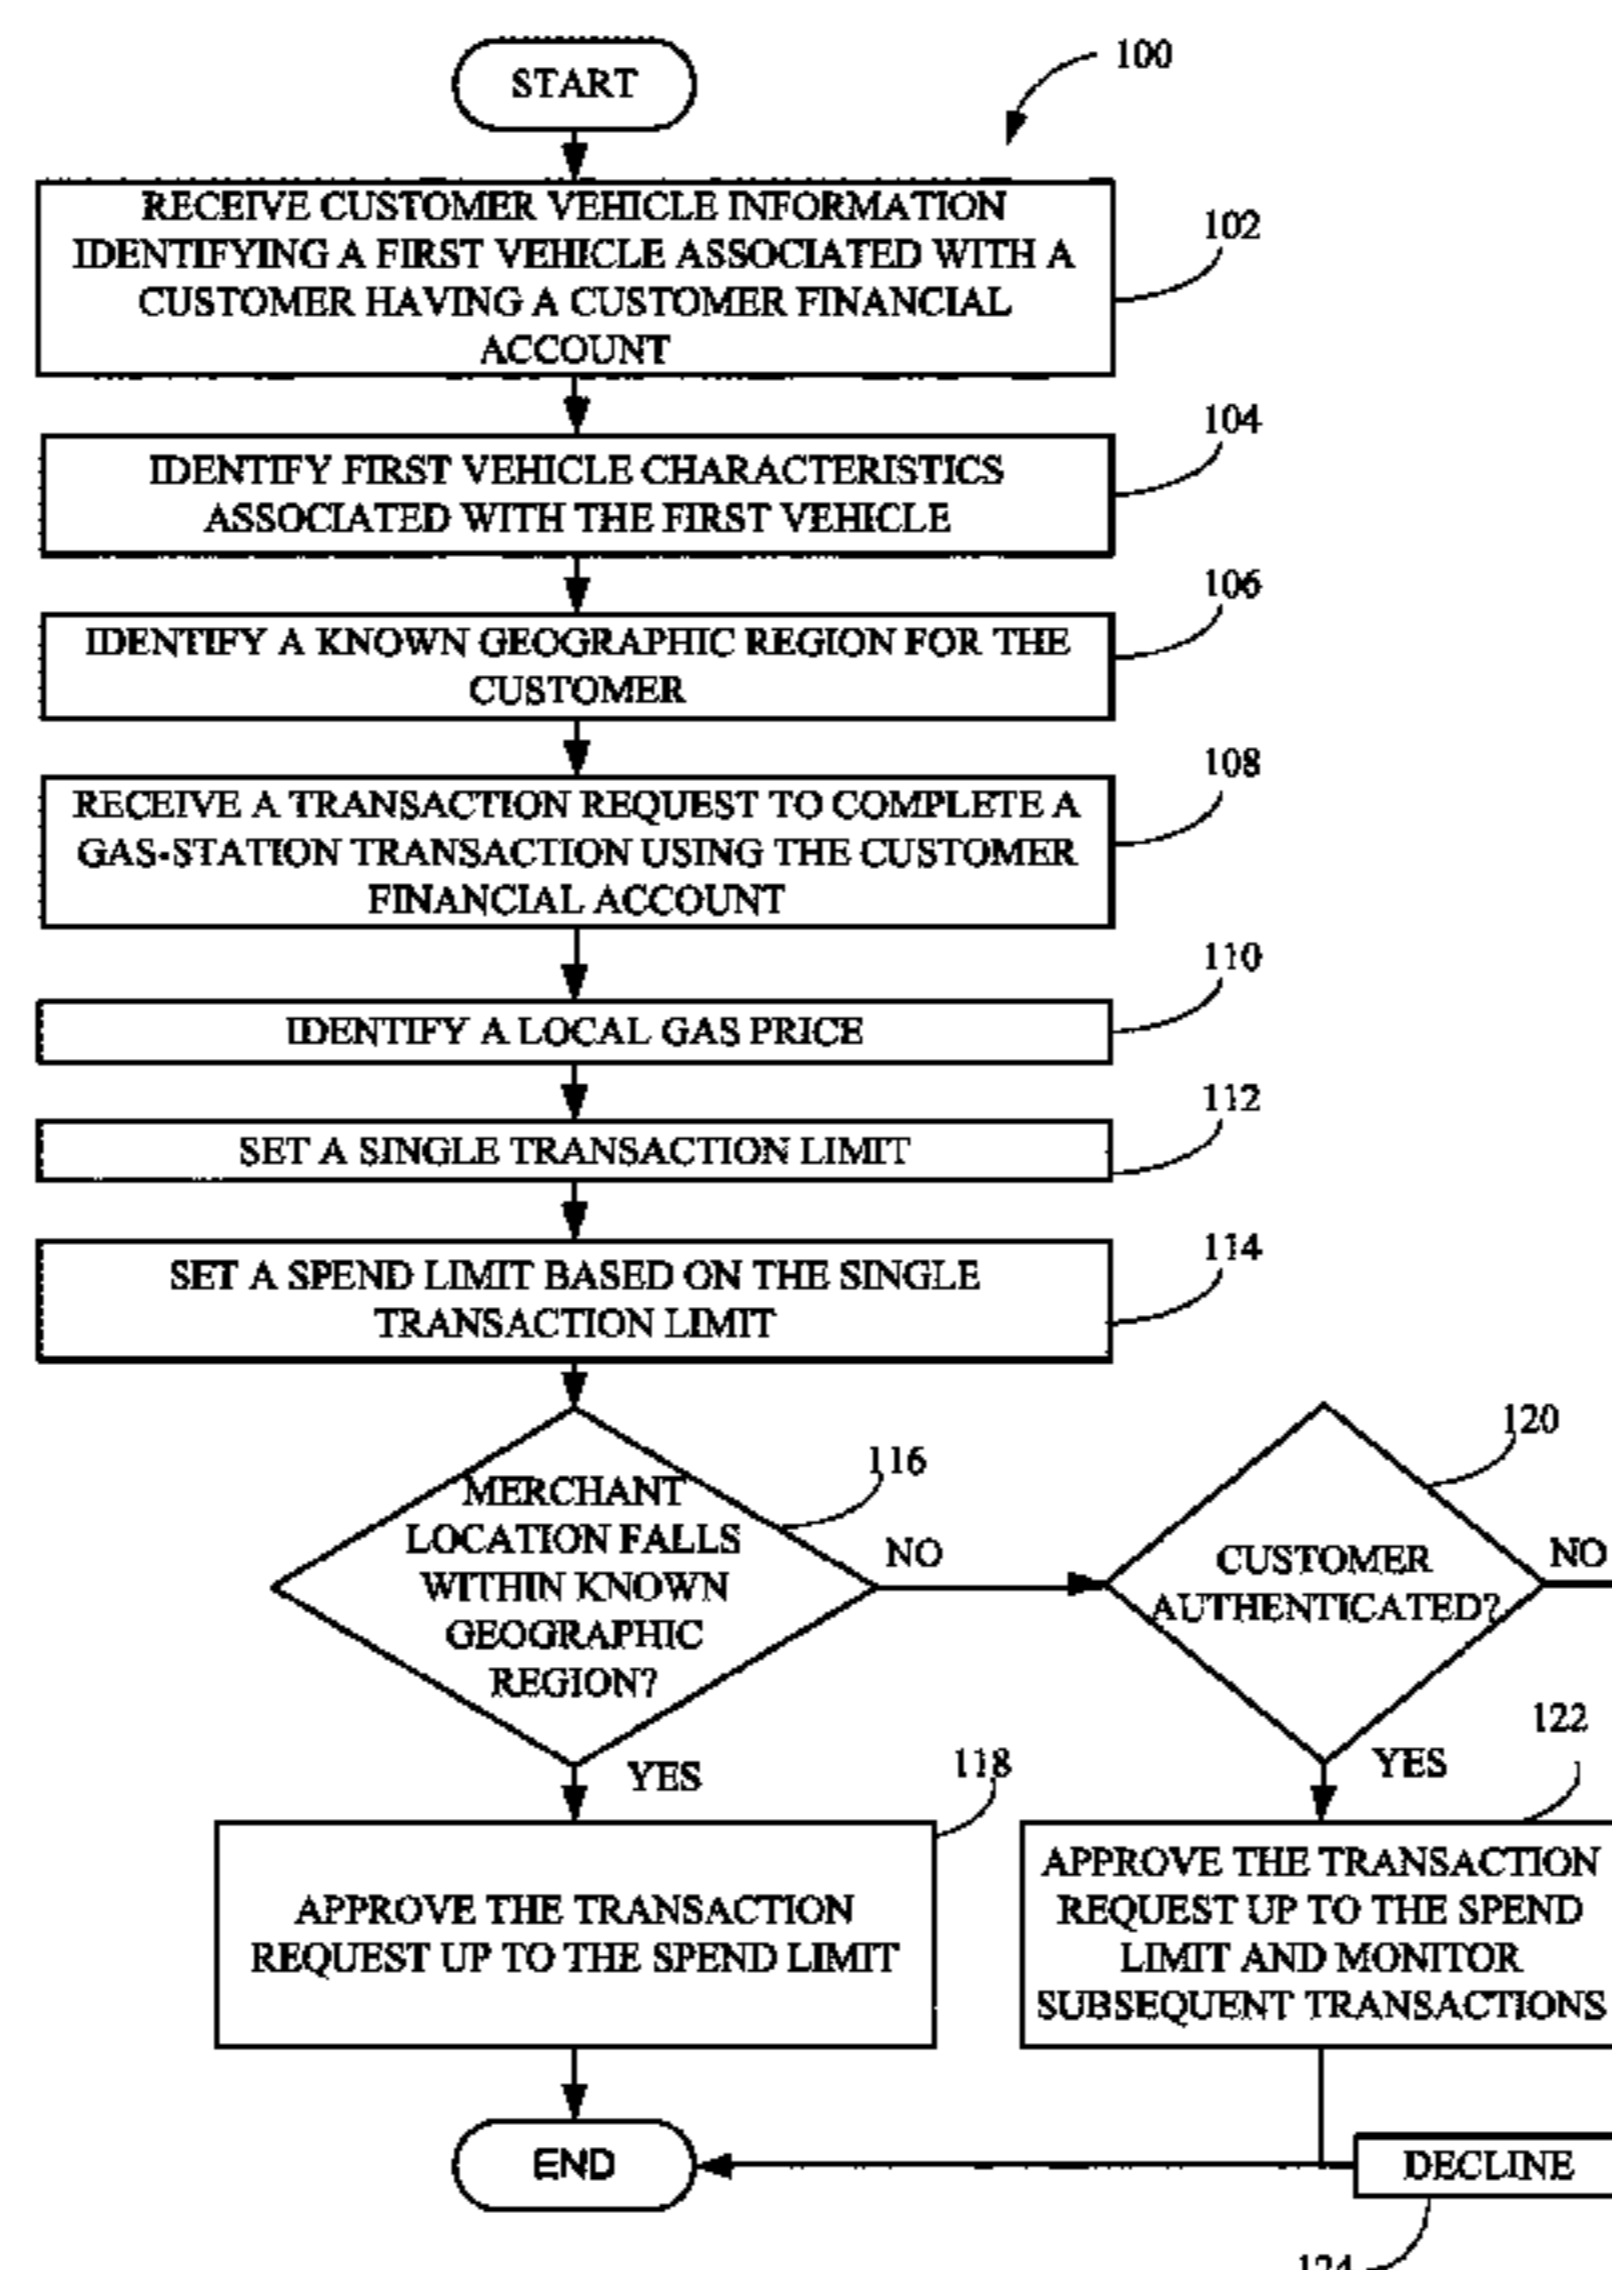 START
100
RECEIVE CUSTOMER VEHICLE INFORMATION
IDENTIFYING A FIRST VEHICLE ASSOCIATED WITH A
CUSTOMER HAVING A CUSTOMER FINANCIAL
ACCOUNT
102
IDENTIFY FIRST VEHICLE CHARACTERISTICS
ASSOCIATED WITH THE FIRST VEHICLE
104
IDENTIFY A KNOWN GEOGRAPHIC REGION FOR THE
CUSTOMER
106
RECEIVE A TRANSACTION REQUEST TO COMPLETE A
GAS-STATION TRANSACTION USING THE CUSTOMER
FINANCIAL ACCOUNT
108
IDENTIFY A LOCAL GAS PRICE
110
SET A SINGLE TRANSACTION LIMIT
112
SET A SPEND LIMIT BASED ON THE SINGLE
TRANSACTION LIMIT
114
MERCHANT
LOCATION FALLS
WITHIN KNOWN
GEOGRAPHIC
REGION?
116
NO
CUSTOMER
AUTHENTICATED?
120
NO
YES
118
YES
122
APPROVE THE TRANSACTION
REQUEST UP TO THE SPEND LIMIT
APPROVE THE TRANSACTION
REQUEST UP TO THE SPEND
LIMIT AND MONITOR
SUBSEQUENT TRANSACTIONS
END
DECLINE
124